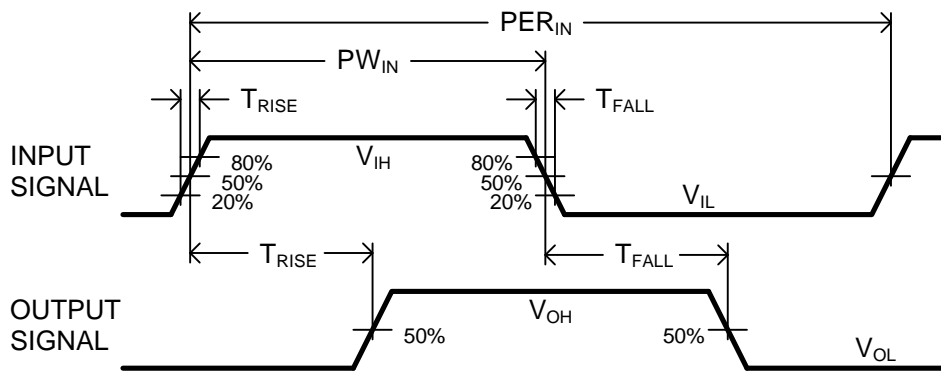 PER_IN
PW_IN
T_RISE
T_FALL
INPUT
SIGNAL
V_IH
80%
50%
20%
80%
50%
20%
V_IL
T_RISE
T_FALL
OUTPUT
SIGNAL
V_OH
50%
50%
V_OL